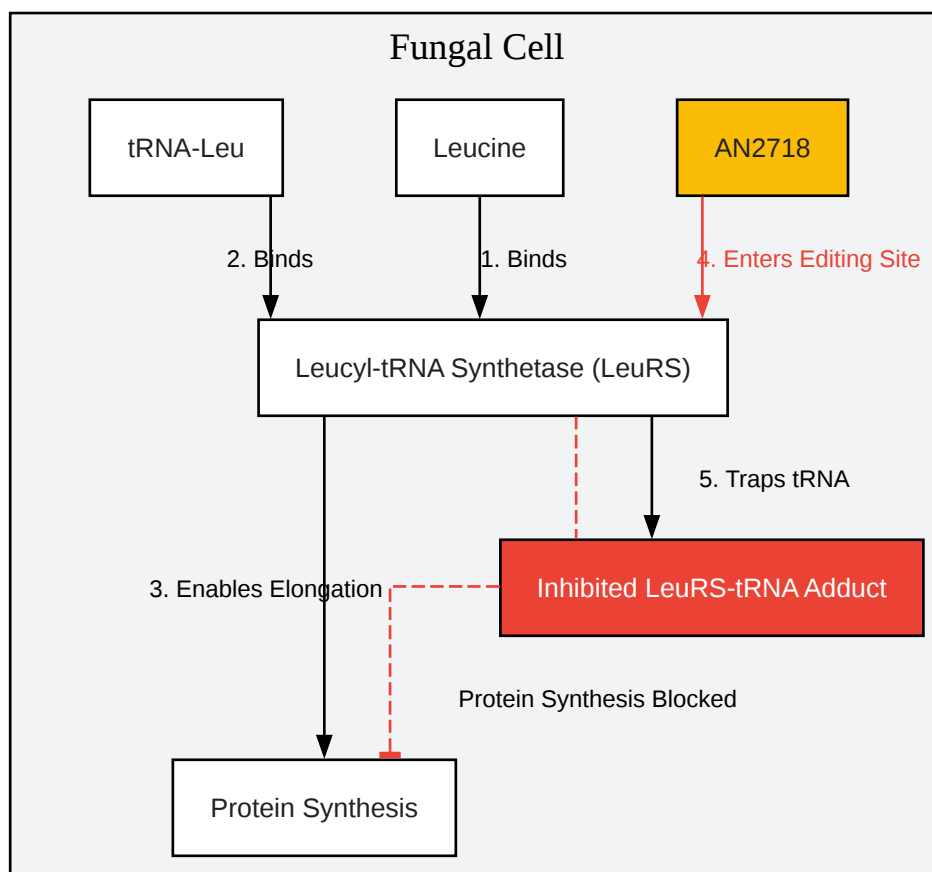 Fungal Cell
tRNA-Leu
Leucine
AN2718
2. Binds
1. Binds
4. Enters Editing Site
Leucyl-tRNA Synthetase (LeuRS)
5. Traps tRNA
3. Enables Elongation
Inhibited LeuRS-tRNA Adduct
Protein Synthesis Blocked
Protein Synthesis